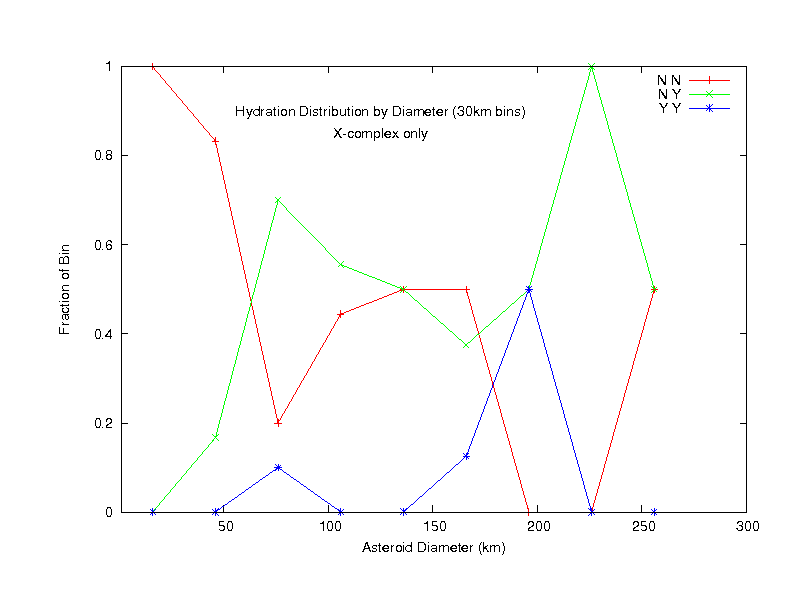 Hydration Distribution by Diameter (30km bins)
X-complex only
N N
N Y
Y Y
Fraction of Bin
1
0.8
0.6
0.4
0.2
0
50
100
150
200
250
300
Asteroid Diameter (km)